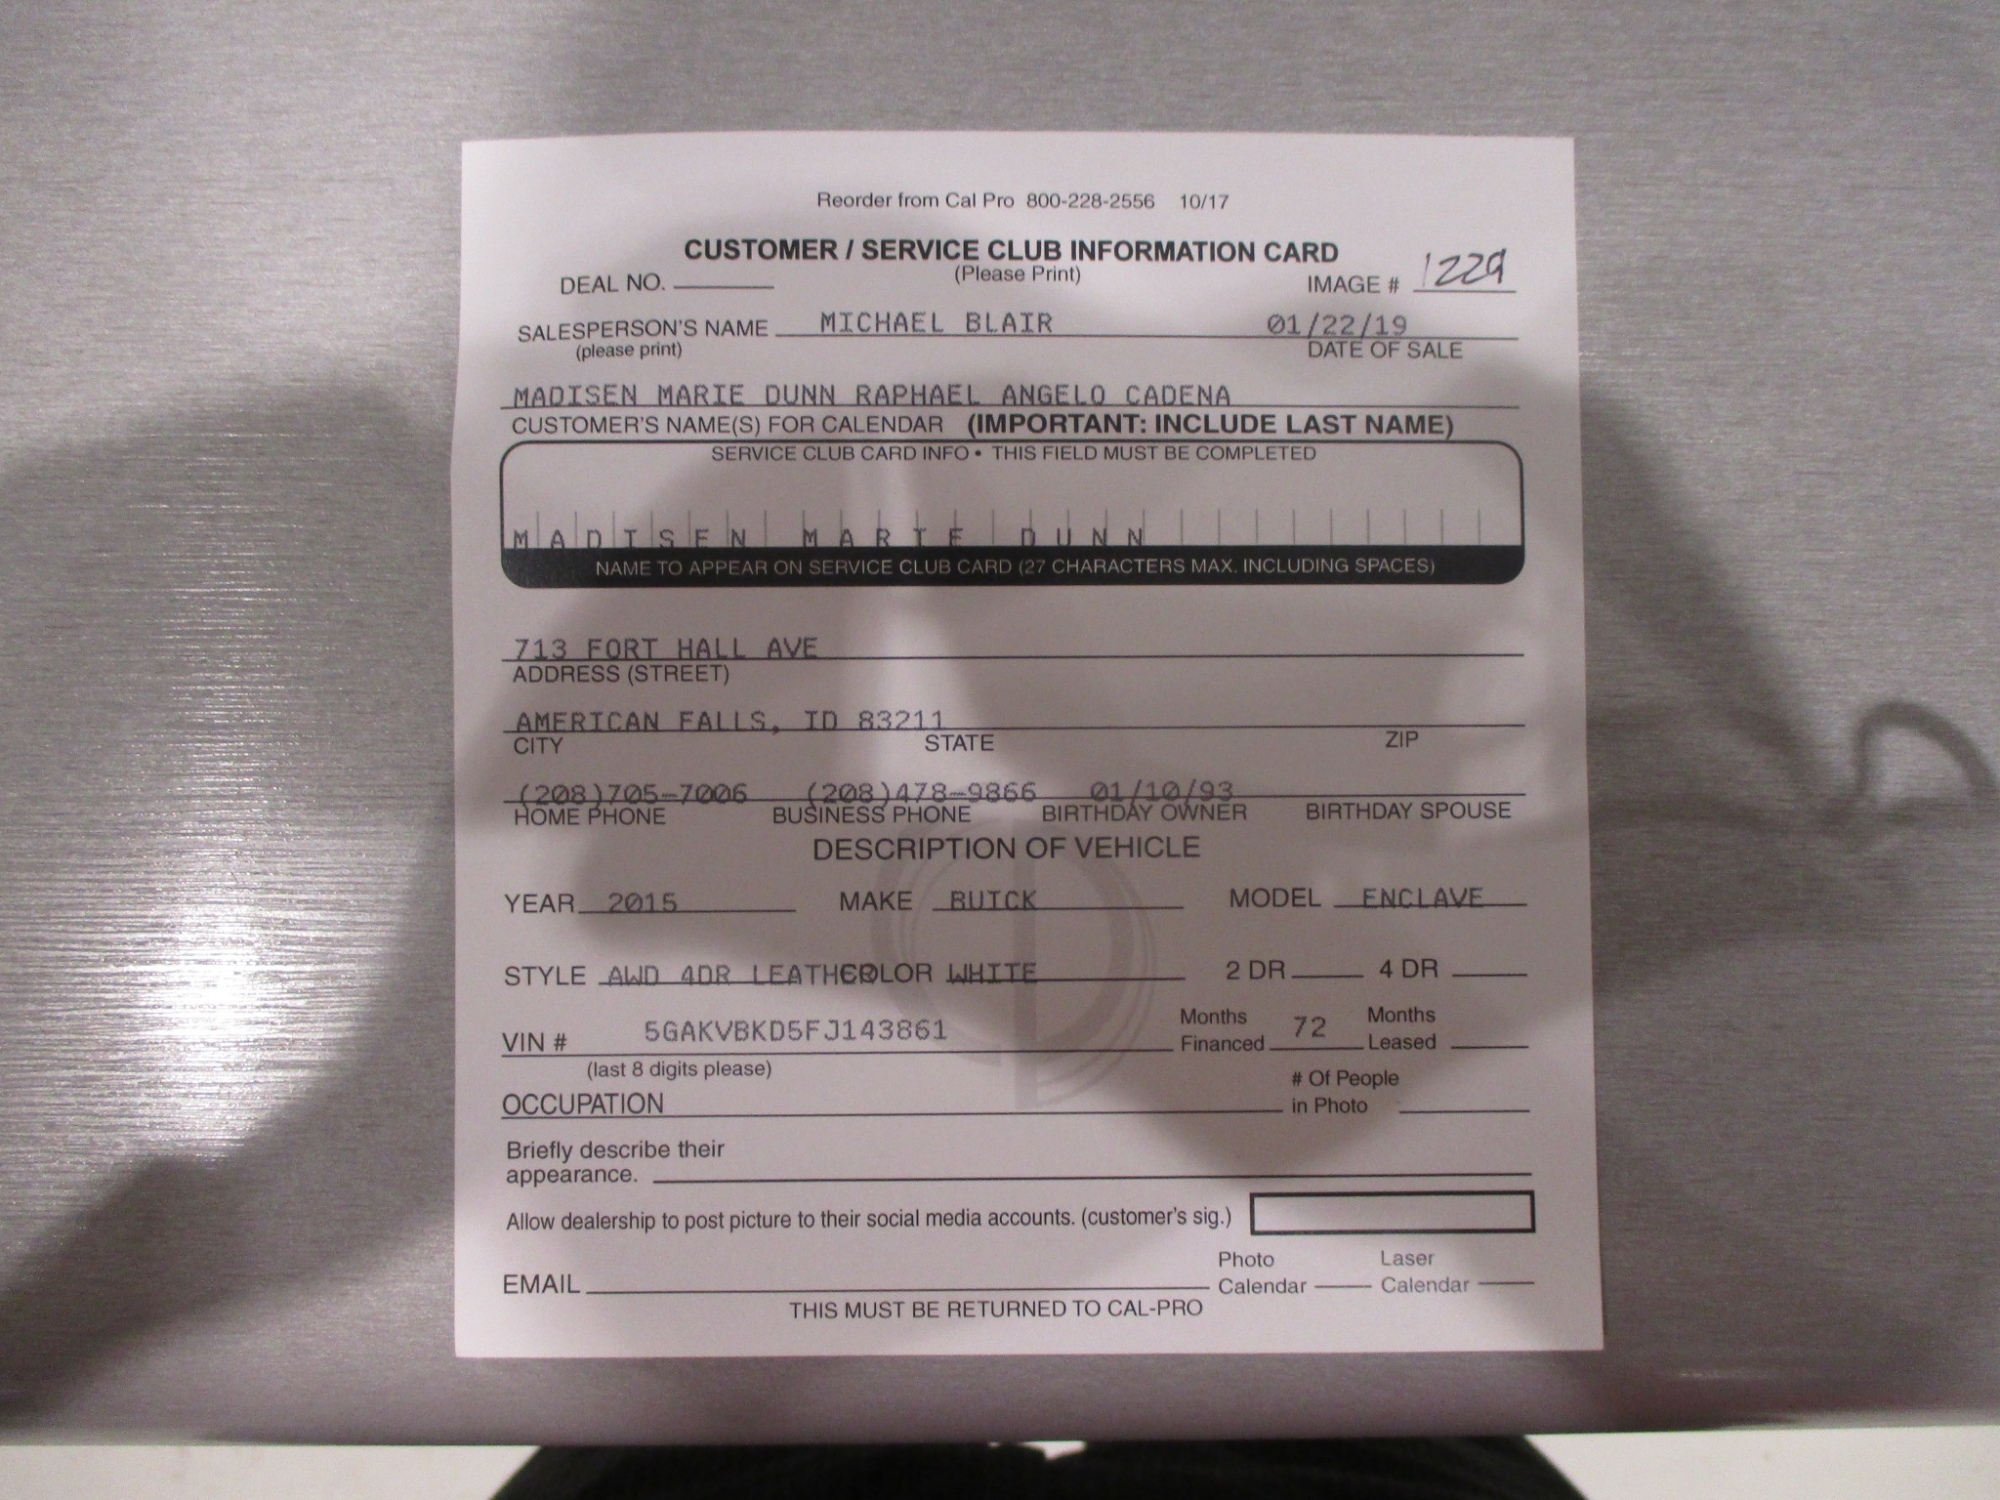 Reorder from Cal Pro 800-228-2556 10/17
CUSTOMER / SERVICE CLUB INFORMATION CARD
(Please Print)
DEAL NO. IMAGE # 1229
SALESPERSON'S NAME MICHAEL BLAIR 01/22/19
(please print) DATE OF SALE
MADISEN MARIE DUNN RAPHAEL ANGELO CADENA
CUSTOMER'S NAME(S) FOR CALENDAR (IMPORTANT: INCLUDE LAST NAME)
SERVICE CLUB CARD INFO • THIS FIELD MUST BE COMPLETED
MADISEN MARIE DUNN
NAME TO APPEAR ON SERVICE CLUB CARD (27 CHARACTERS MAX. INCLUDING SPACES)
713 FORT HALL AVE
ADDRESS (STREET)
AMERICAN FALLS, ID 83211
CITY STATE ZIP
(208)705-7006 (208)478-9866 01/10/93
HOME PHONE BUSINESS PHONE BIRTHDAY OWNER BIRTHDAY SPOUSE
DESCRIPTION OF VEHICLE
YEAR 2015 MAKE BUICK MODEL ENCLAVE
STYLE AWD 4DR LEATHER COLOR WHITE 2 DR 4 DR
VIN # 5GAKVBKD5FJ143861 Months Financed 72 Months Leased
(last 8 digits please)
OCCUPATION # Of People in Photo
Briefly describe their
appearance.
Allow dealership to post picture to their social media accounts. (customer's sig.)
EMAIL Photo Calendar Laser Calendar
THIS MUST BE RETURNED TO CAL-PRO